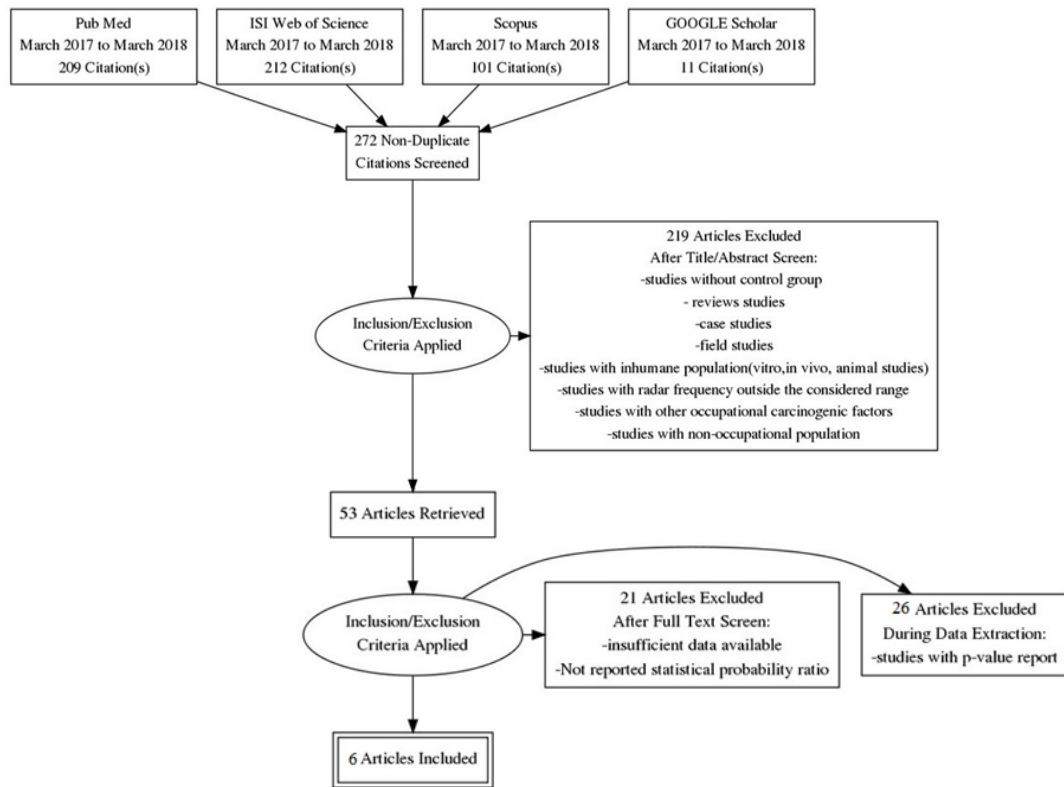 Pub Med
March 2017 to March 2018
209 Citation(s)
ISI Web of Science
March 2017 to March 2018
212 Citation(s)
Scopus
March 2017 to March 2018
101 Citation(s)
GOOGLE Scholar
March 2017 to March 2018
11 Citation(s)
272 Non-Duplicate
Citations Screened
Inclusion/Exclusion
Criteria Applied
219 Articles Excluded
After Title/Abstract Screen:
-studies without control group
- reviews studies
-case studies
-field studies
-studies with inhumane population(vitro,in vivo, animal studies)
-studies with radar frequency outside the considered range
-studies with other occupational carcinogenic factors
-studies with non-occupational population
53 Articles Retrieved
Inclusion/Exclusion
Criteria Applied
21 Articles Excluded
After Full Text Screen:
-insufficient data available
-Not reported statistical probability ratio
26 Articles Excluded
During Data Extraction:
-studies with p-value report
6 Articles Included